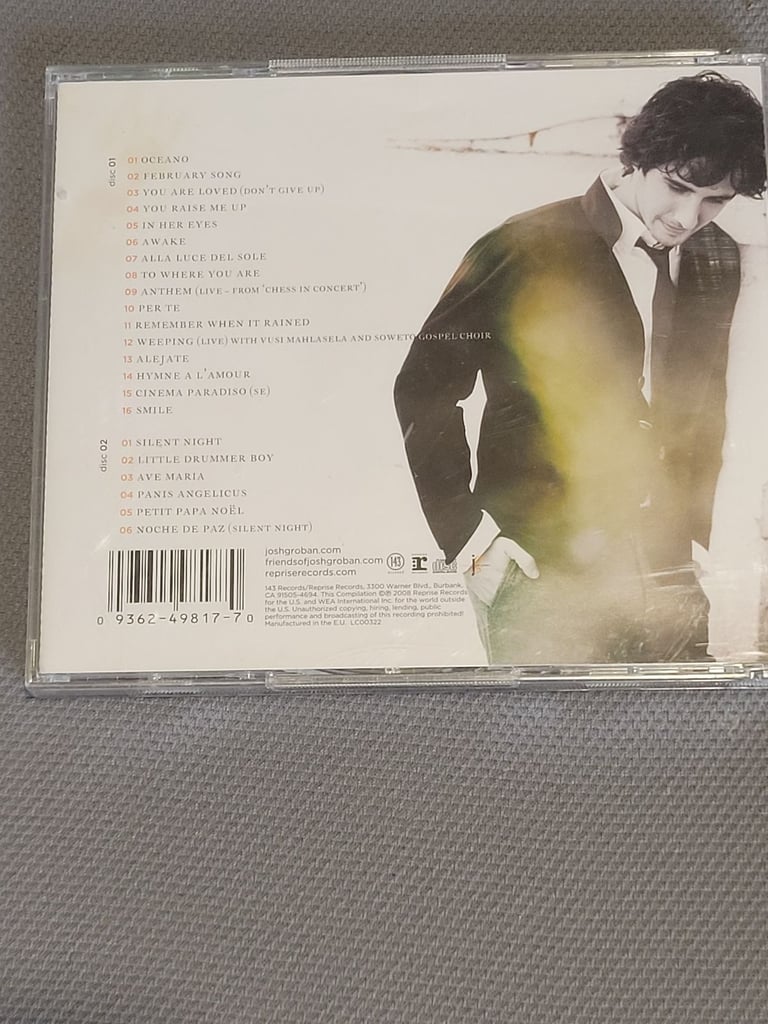 disc 01
01 OCEANO
02 FEBRUARY SONG
03 YOU ARE LOVED (DON'T GIVE UP)
04 YOU RAISE ME UP
05 IN HER EYES
06 AWAKE
07 ALLA LUCE DEL SOLE
08 TO WHERE YOU ARE
09 ANTHEM (LIVE – FROM 'CHESS IN CONCERT')
10 PER TE
11 REMEMBER WHEN IT RAINED
12 WEEPING (LIVE) WITH VUSI MAHLASELA AND SOWETO GOSPEL CHOIR
13 ALEJATE
14 HYMNE A L'AMOUR
15 CINEMA PARADISO (SE)
16 SMILE
disc 02
01 SILENT NIGHT
02 LITTLE DRUMMER BOY
03 AVE MARIA
04 PANIS ANGELICUS
05 PETIT PAPA NOËL
06 NOCHE DE PAZ (SILENT NIGHT)
joshgroban.com
friendsofjoshgroban.com
repriserecords.com
143
r
143 Records/Reprise Records, 3300 Warner Blvd., Burbank,
CA 91505-4694. This Compilation ©℗ 2008 Reprise Records
for the U.S. and WEA International Inc. for the world outside
the U.S. Unauthorized copying, hiring, lending, public
performance and broadcasting of this recording prohibited!
Manufactured in the E.U. LC00322
0 9362-49817-7 0